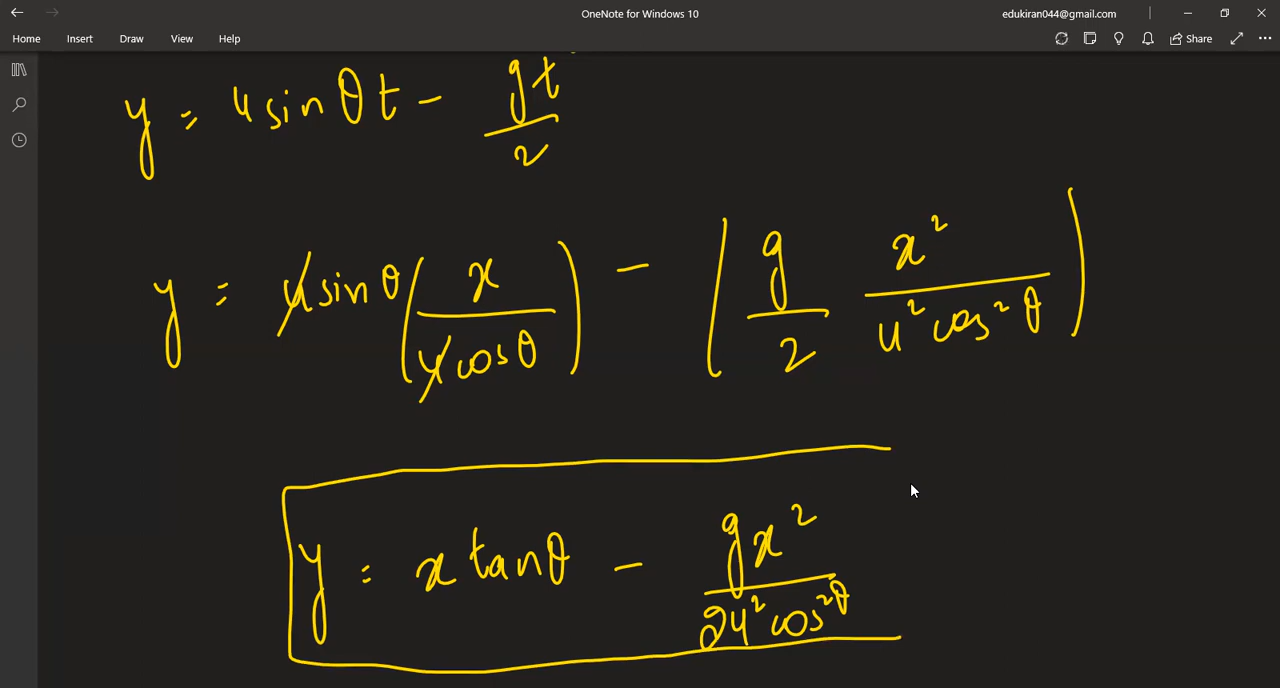 OneNote for Windows 10
edukiran044@gmail.com
Home Insert Draw View Help
Share
y = u sin θ t - gt/2
y = u sin θ (x / u cos θ) - (g/2 x² / u² cos² θ)
y = x tan θ - gx² / 2u² cos² θ